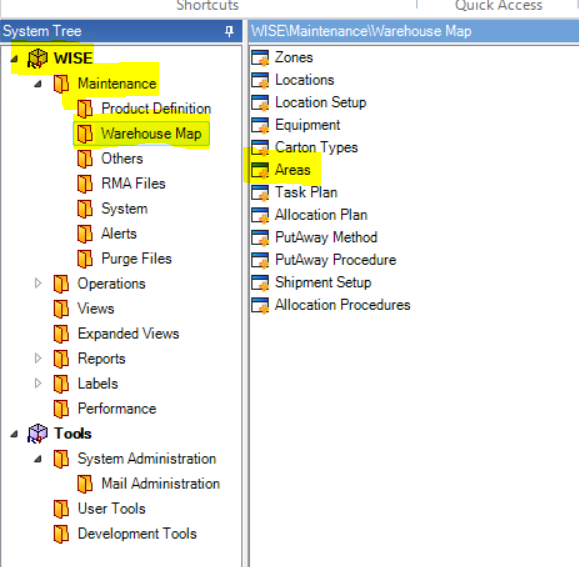 Shortcuts
Quick Access
System Tree
WISE
Maintenance
Product Definition
Warehouse Map
Others
RMA Files
System
Alerts
Purge Files
Operations
Views
Expanded Views
Reports
Labels
Performance
Tools
System Administration
Mail Administration
User Tools
Development Tools
WISE\Maintenance\Warehouse Map
Zones
Locations
Location Setup
Equipment
Carton Types
Areas
Task Plan
Allocation Plan
PutAway Method
PutAway Procedure
Shipment Setup
Allocation Procedures